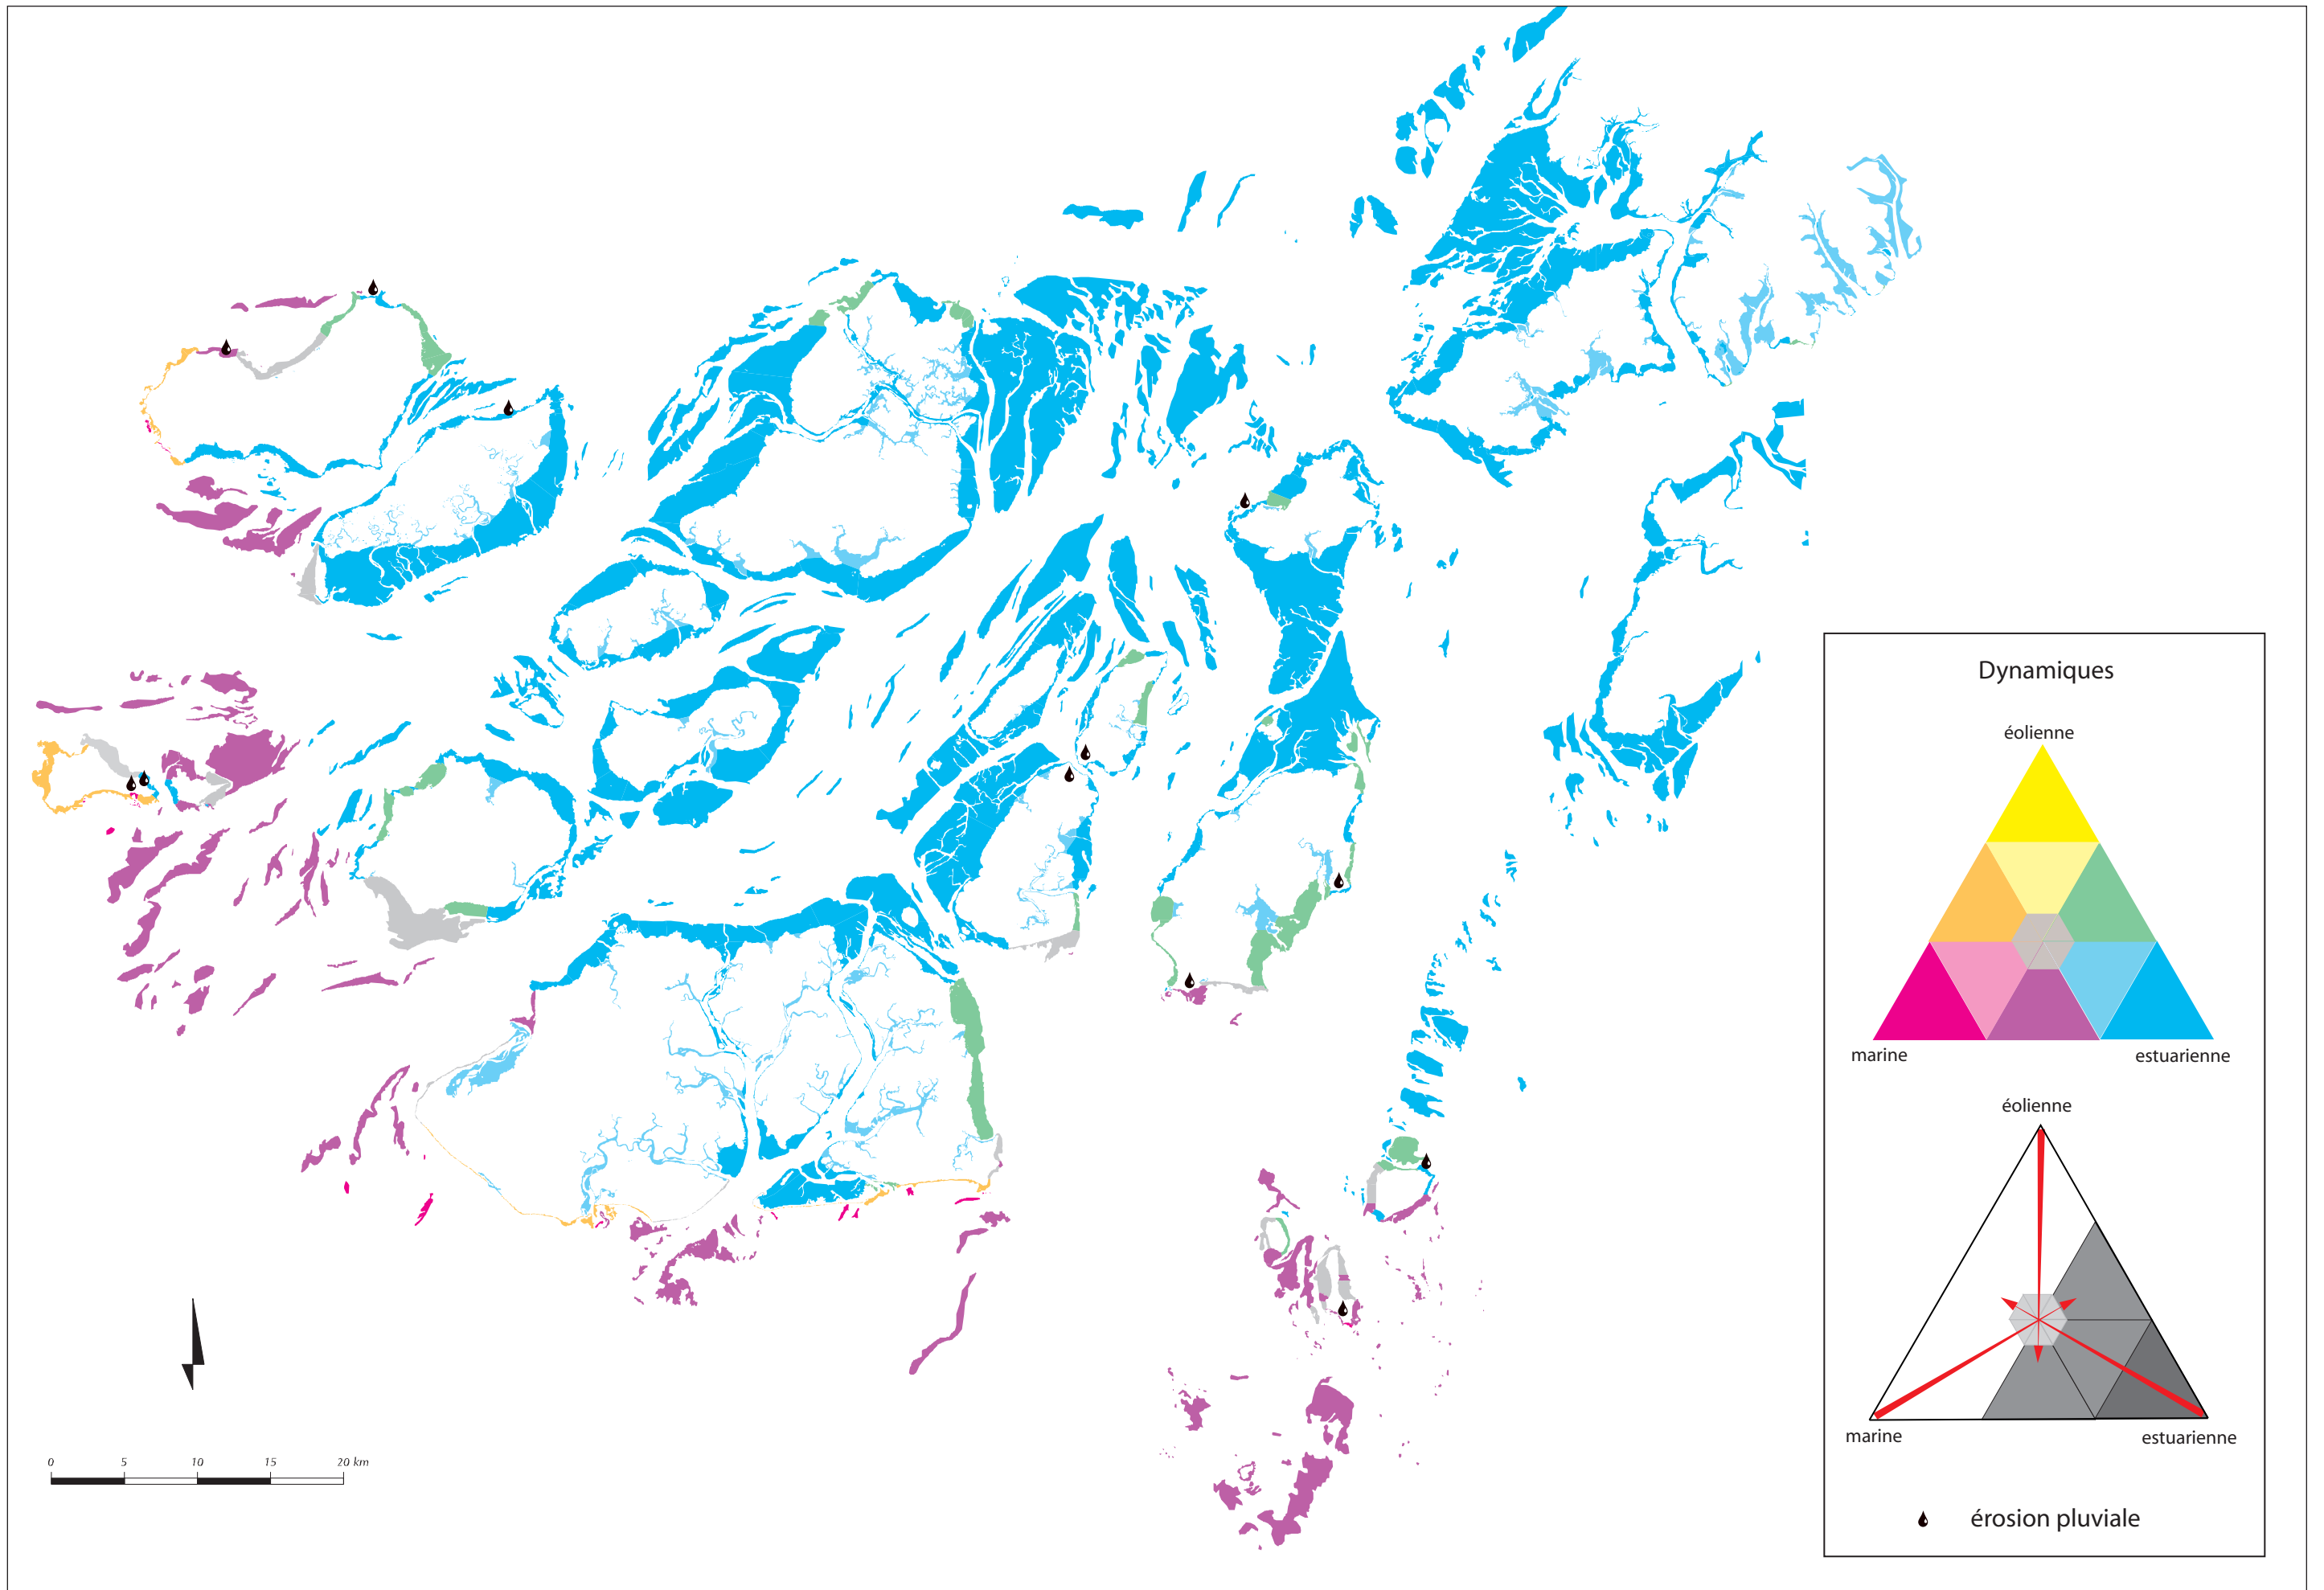 Dynamiques
éolienne
marine
estuarienne
éolienne
marine
estuarienne
érosion pluviale
0 5 10 15 20 km